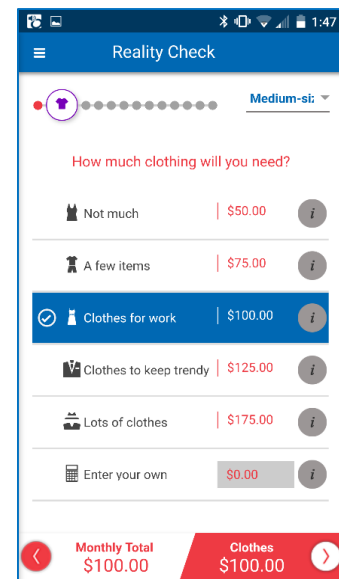 1:47
Reality Check
Medium-si:
How much clothing will you need?
Not much $50.00 i
A few items $75.00 i
Clothes for work $100.00 i
Clothes to keep trendy $125.00 i
Lots of clothes $175.00 i
Enter your own $0.00 i
Monthly Total Clothes
$100.00 $100.00